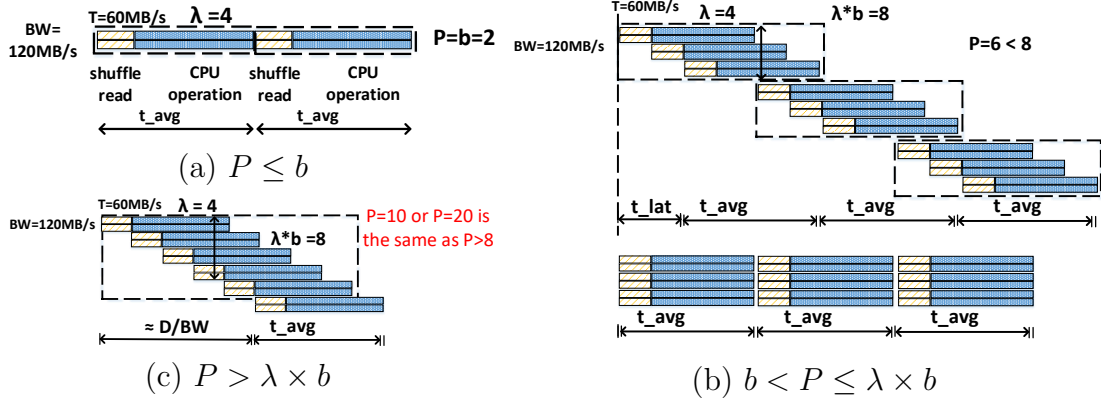 T=60MB/s λ=4
BW=
120MB/s
P=b=2
shuffle read
CPU operation
shuffle read
CPU operation
t_avg t_avg
(a) P ≤ b
T=60MB/s
λ=4
BW=120MB/s
λ*b =8
P=10 or P=20 is
the same as P>8
≈ D/BW t_avg
(c) P > λ × b
T=60MB/s
λ=4 λ*b=8
BW=120MB/s
P=6 < 8
t_lat t_avg t_avg t_avg
t_avg t_avg t_avg
(b) b < P ≤ λ × b